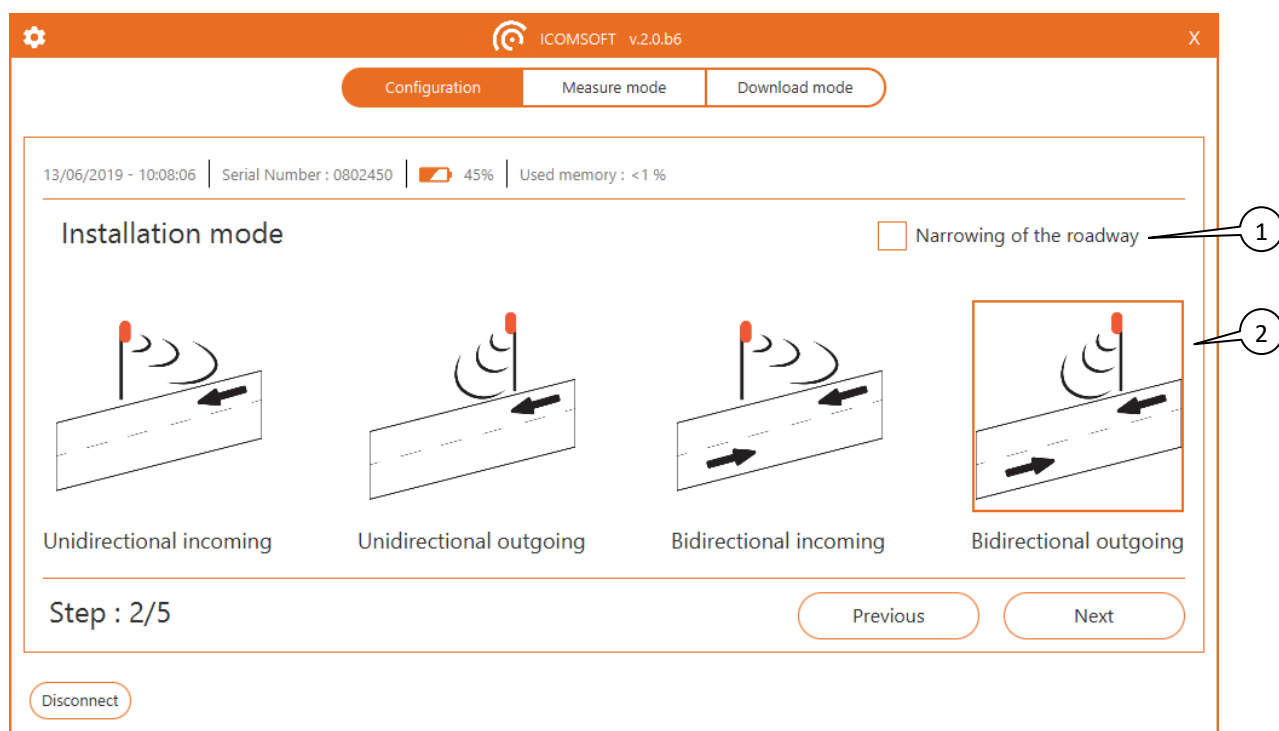 ICOMSOFT v.2.0.b6 X
Configuration Measure mode Download mode
13/06/2019 - 10:08:06 Serial Number : 0802450 45% Used memory : <1 %
Installation mode Narrowing of the roadway 1
2
Unidirectional incoming Unidirectional outgoing Bidirectional incoming Bidirectional outgoing
Step : 2/5 Previous Next
Disconnect